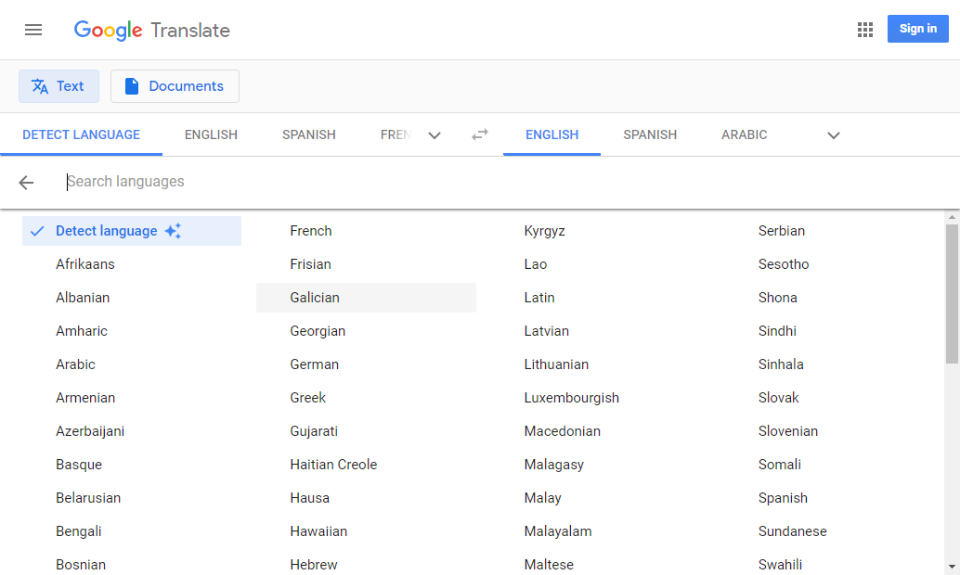 Google Translate
Sign in
Text
Documents
DETECT LANGUAGE
ENGLISH
SPANISH
FREN
ENGLISH
SPANISH
ARABIC
Search languages
Detect language
Afrikaans
Albanian
Amharic
Arabic
Armenian
Azerbaijani
Basque
Belarusian
Bengali
Bosnian
French
Frisian
Galician
Georgian
German
Greek
Gujarati
Haitian Creole
Hausa
Hawaiian
Hebrew
Kyrgyz
Lao
Latin
Latvian
Lithuanian
Luxembourgish
Macedonian
Malagasy
Malay
Malayalam
Maltese
Serbian
Sesotho
Shona
Sindhi
Sinhala
Slovak
Slovenian
Somali
Spanish
Sundanese
Swahili